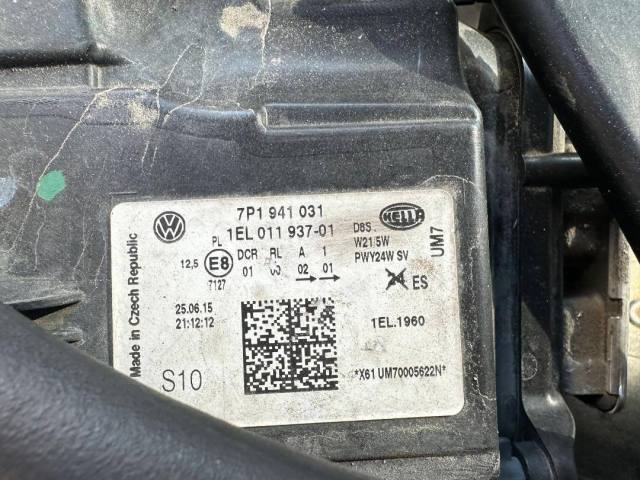 7P1 941 031
1EL 011 937-01
HELLA
D8S
W21/5W
PWY24W SV
UM7
PL
12,5 E8 DCR RL A 1
7127 01 02 01
ES
25.06.15
21:12:12
1EL.1960
S10
*X61 UM70005622N*
Made in Czech Republic